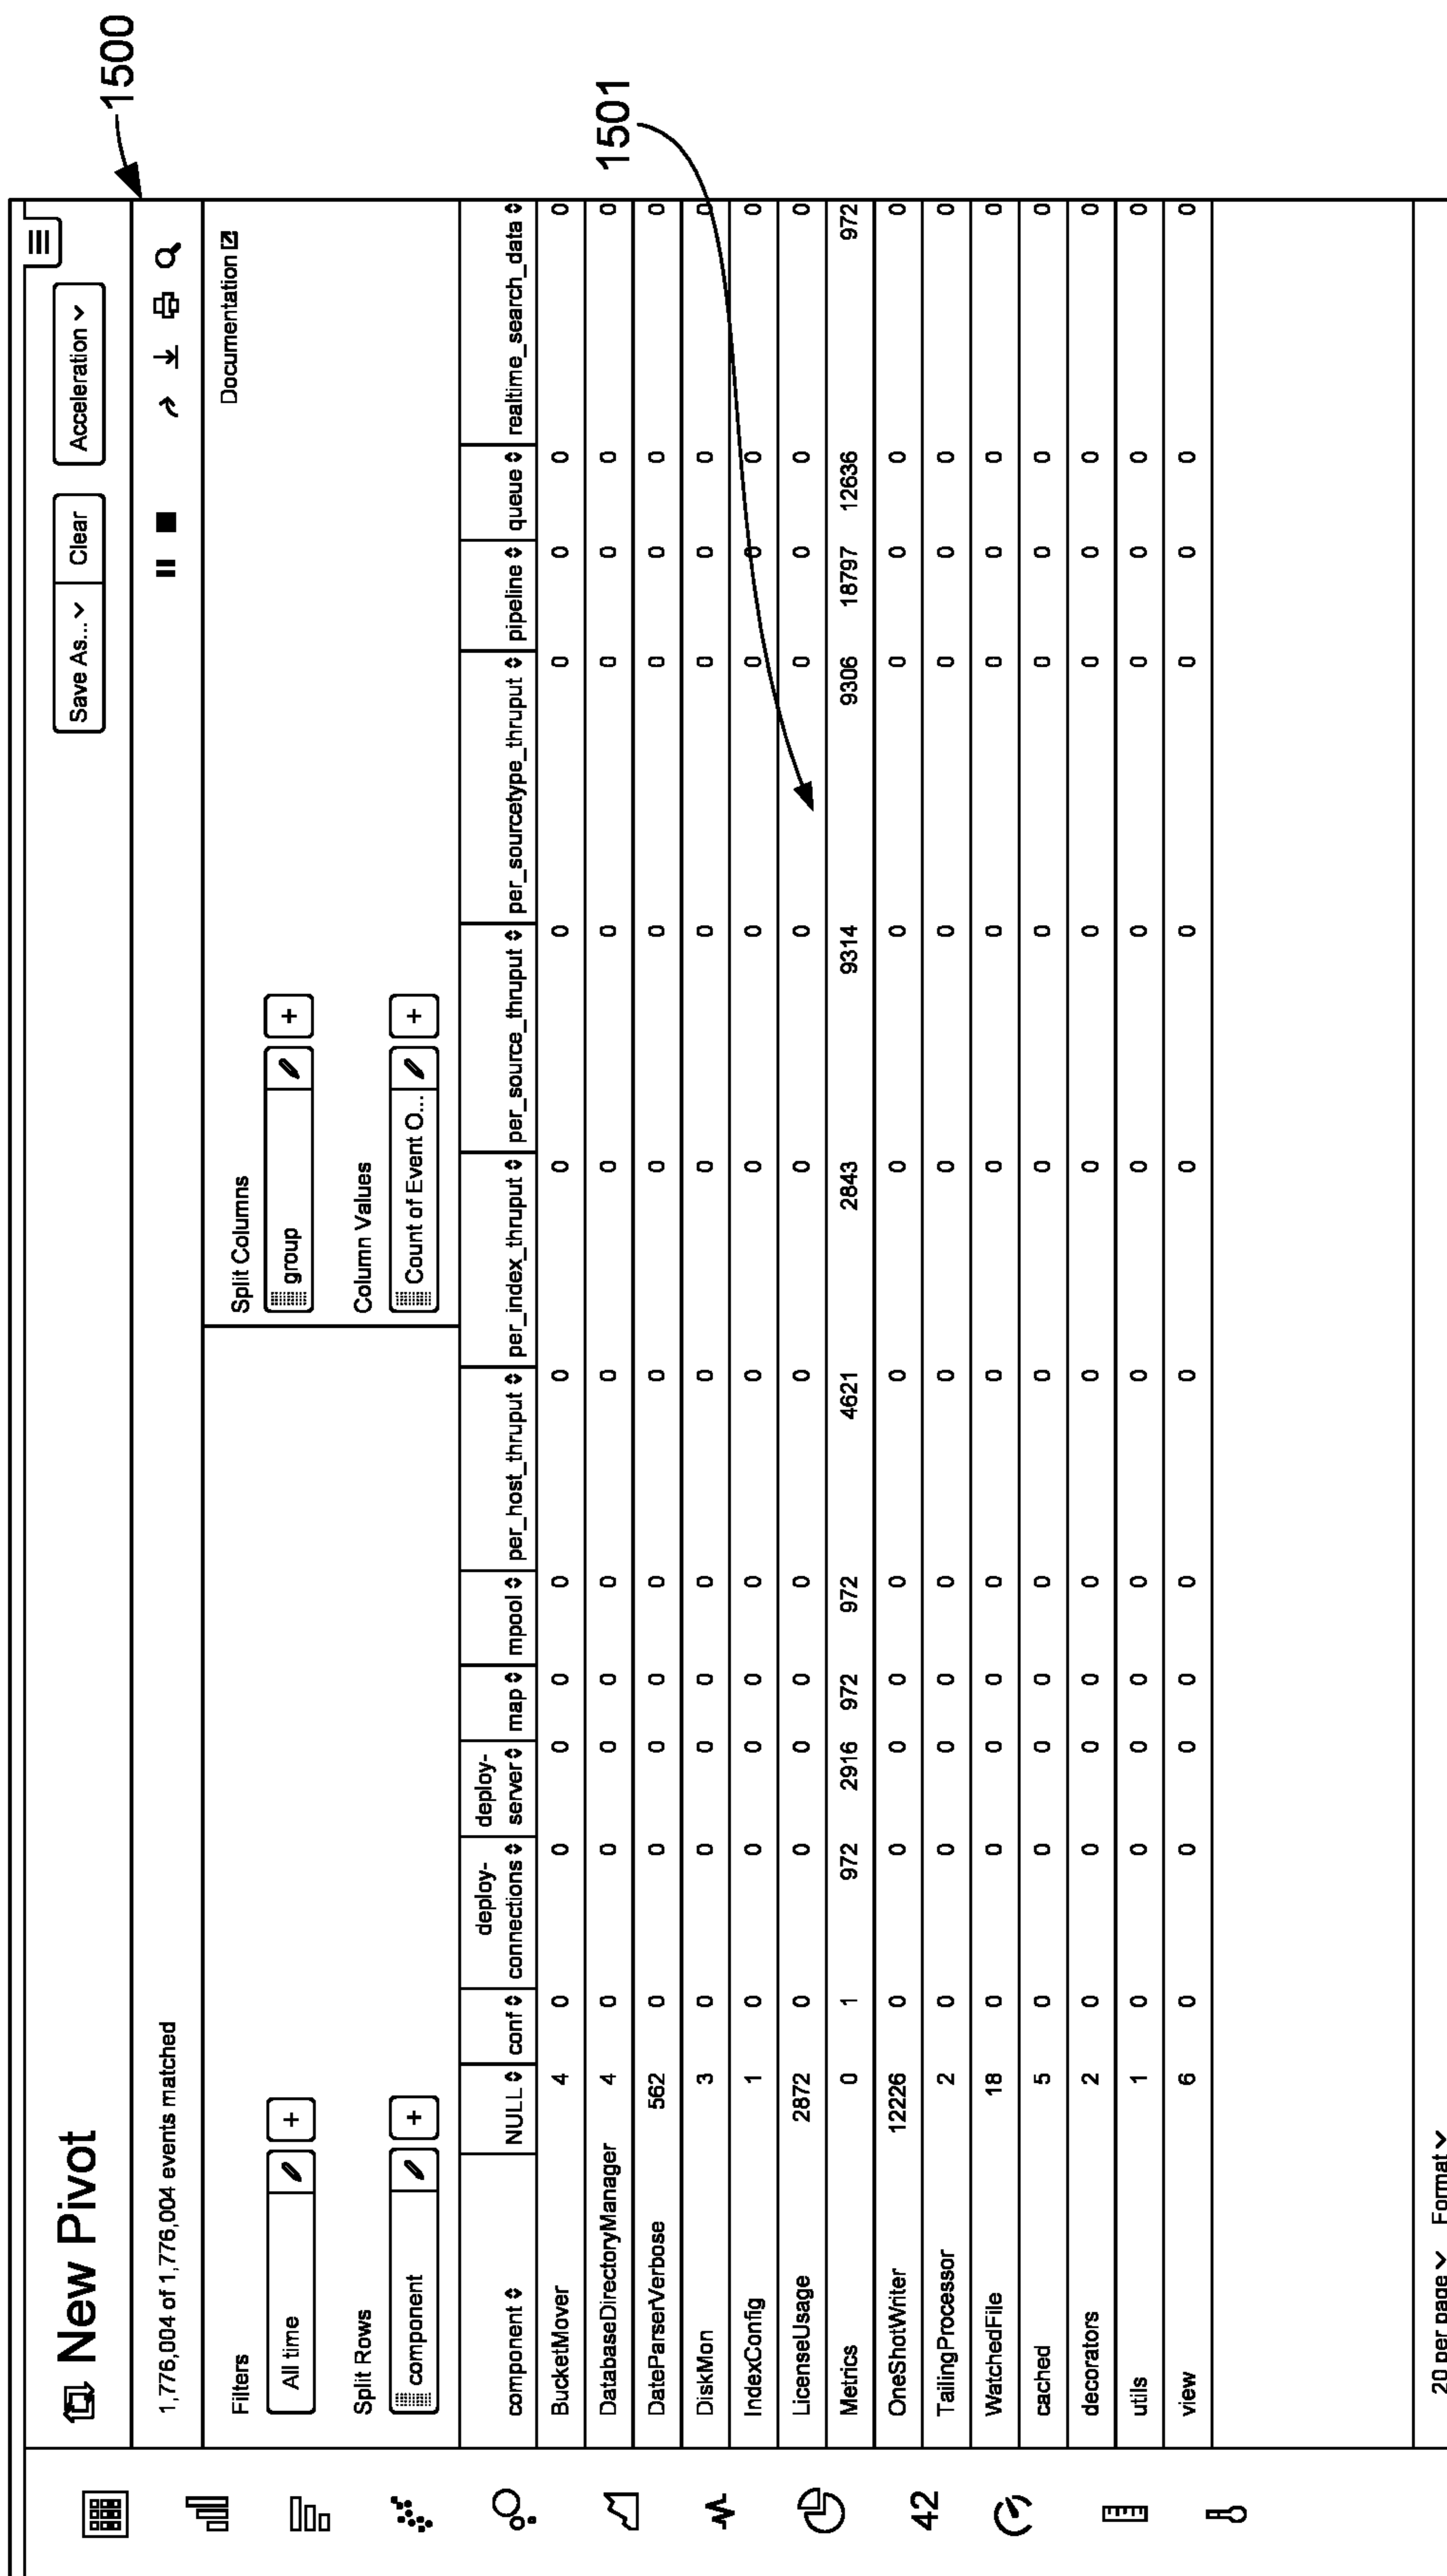 1500
New Pivot
Save As... Clear Acceleration
1,776,004 of 1,776,004 events matched
Filters
Split Columns
Documentation
All time +
group +
Split Rows
Column Values
component +
Count of Event O... +
1501
component NULL conf deploy-connections deploy-server map mpool per_host_thruput per_index_thruput per_source_thruput per_sourcetype_thruput pipeline queue realtime_search_data
BucketMover 4 0 0 0 0 0 0 0 0 0 0 0 0
DatabaseDirectoryManager 4 0 0 0 0 0 0 0 0 0 0 0 0
DateParserVerbose 562 0 0 0 0 0 0 0 0 0 0 0 0
DiskMon 3 0 0 0 0 0 0 0 0 0 0 0 0
IndexConfig 1 0 0 0 0 0 0 0 0 0 0 0 0
LicenseUsage 2872 0 0 0 0 0 0 0 0 0 0 0 0
Metrics 0 1 972 2916 972 972 4621 2843 9314 9306 18797 12636 972
OneShotWriter 12226 0 0 0 0 0 0 0 0 0 0 0 0
TailingProcessor 2 0 0 0 0 0 0 0 0 0 0 0 0
WatchedFile 18 0 0 0 0 0 0 0 0 0 0 0 0
cached 5 0 0 0 0 0 0 0 0 0 0 0 0
decorators 2 0 0 0 0 0 0 0 0 0 0 0 0
utils 1 0 0 0 0 0 0 0 0 0 0 0 0
view 6 0 0 0 0 0 0 0 0 0 0 0 0
42
20 per page Format